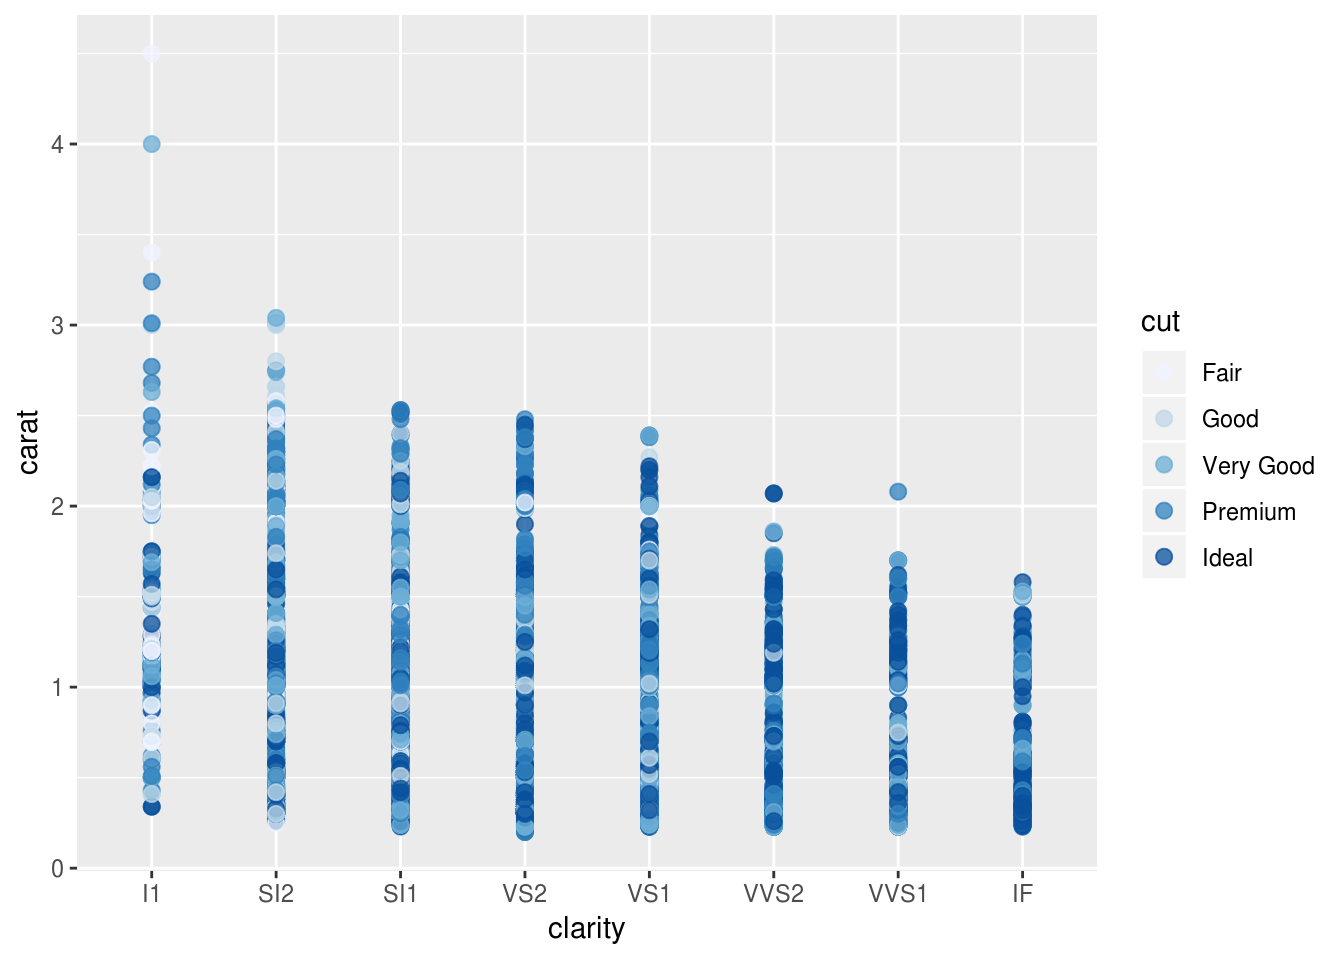 carat
4
3
2
1
0
I1 SI2 SI1 VS2 VS1 VVS2 VVS1 IF
clarity
cut
Fair
Good
Very Good
Premium
Ideal